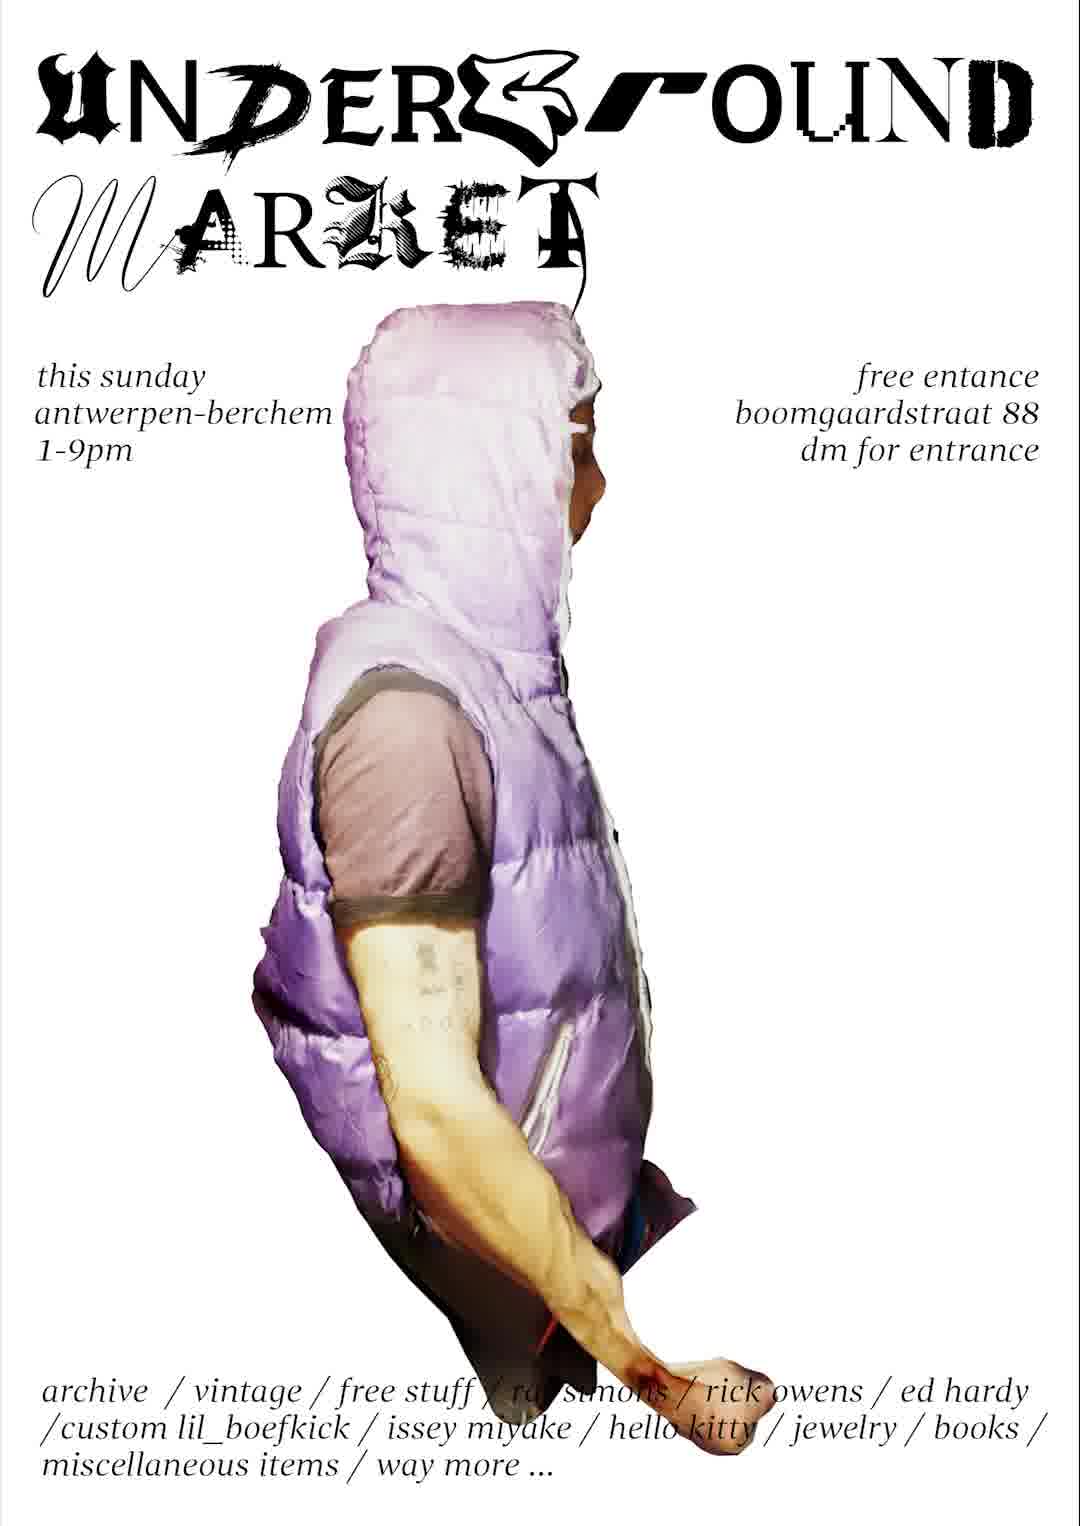 UNDERGrOUND
MARKET
this sunday
antwerpen-berchem
1-9pm
free entance
boomgaardstraat 88
dm for entrance
archive / vintage / free stuff / raf simons / rick owens / ed hardy
/custom lil_boefkick / issey miyake / hello kitty / jewelry / books /
miscellaneous items / way more ...